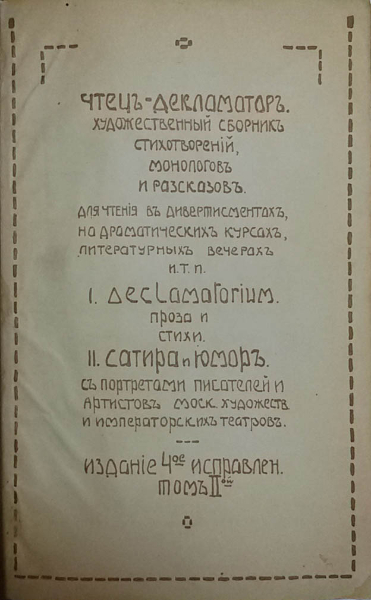 Чтецъ-декламаторъ.
художественный сборникъ
стихотвореній,
монологовъ
и разсказовъ.
для чтенія въ дивертисментахъ,
на драматическихъ курсахъ,
литературныхъ вечерахъ
и.т.п.
I. Declamatorium.
проза и
стихи.
II. сатира и юморъ.
съ портретами писателей и
артистовъ моск. художеств
и императорскихъ театровъ.
изданіе 4ое исправлен.
томъ IIой